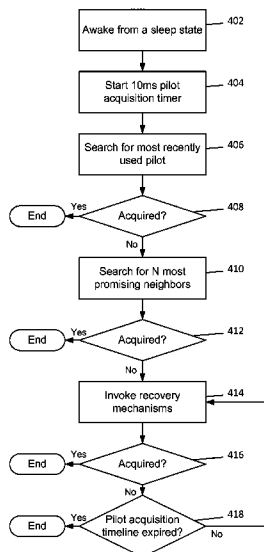 Awake from a sleep state
402
Start 10ms pilot
acquisition timer
404
Search for most recently
used pilot
406
Acquired?
408
Yes
End
No
Search for N most
promising neighbors
410
Acquired?
412
Yes
End
No
Invoke recovery
mechanisms
414
Acquired?
416
Yes
End
No
Pilot acquisition
timeline expired?
418
Yes
End
No